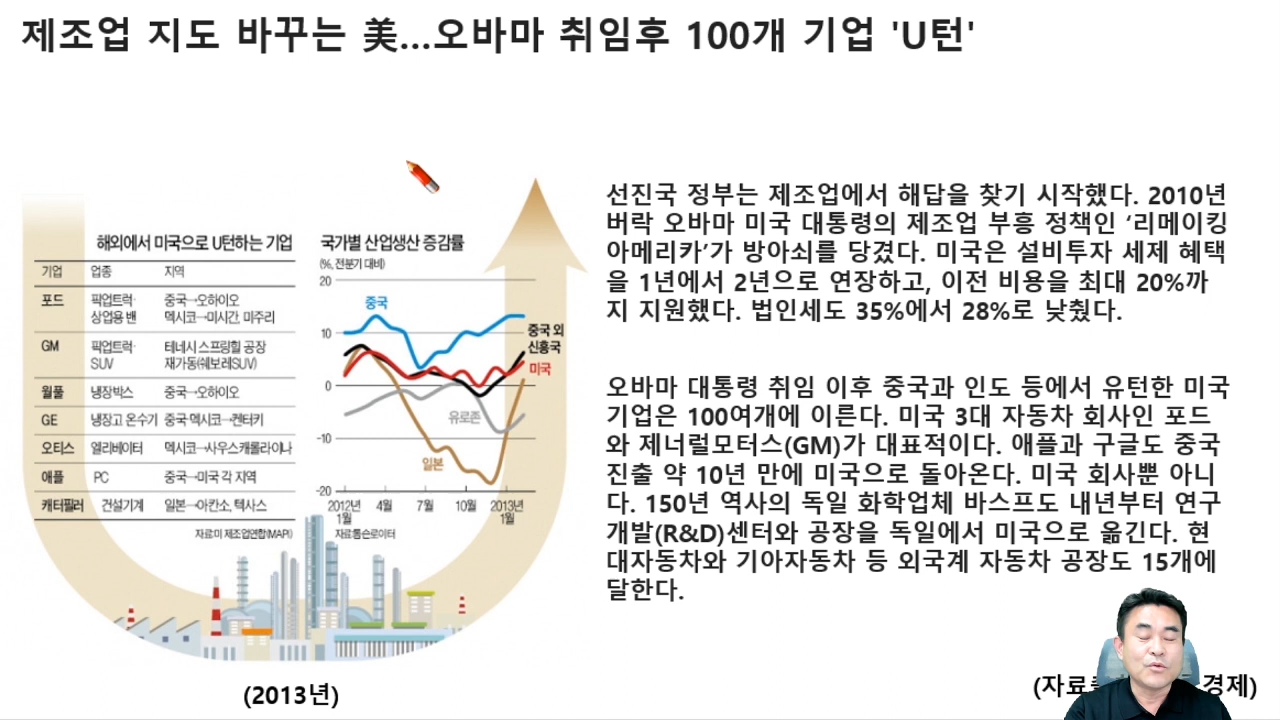 제조업 지도 바꾸는 美...오바마 취임후 100개 기업 'U턴'
해외에서 미국으로 U턴하는 기업
기업 업종 지역
포드 픽업트럭· 중국→오하이오
상업용 밴 멕시코→미시간, 미주리
GM 픽업트럭· 테네시 스프링힐 공장
SUV 재가동(쉐보레SUV)
월풀 냉장박스 중국→오하이오
GE 냉장고 온수기 중국 멕시코→켄터키
오티스 엘리베이터 멕시코→사우스캐롤라이나
애플 PC 중국→미국 각 지역
캐터필러 건설기계 일본→아칸소, 텍사스
자료:미 제조업연합(MAPI)
국가별 산업생산 증감률
(%, 전분기 대비)
20
10
0
-10
-20
중국
중국 외
신흥국
미국
유로존
일본
2012년 4월 7월 10월 2013년
1월 1월
자료:톰슨로이터
(2013년)
선진국 정부는 제조업에서 해답을 찾기 시작했다. 2010년
버락 오바마 미국 대통령의 제조업 부흥 정책인 ‘리메이킹
아메리카’가 방아쇠를 당겼다. 미국은 설비투자 세제 혜택
을 1년에서 2년으로 연장하고, 이전 비용을 최대 20%까
지 지원했다. 법인세도 35%에서 28%로 낮췄다.
오바마 대통령 취임 이후 중국과 인도 등에서 유턴한 미국
기업은 100여개에 이른다. 미국 3대 자동차 회사인 포드
와 제너럴모터스(GM)가 대표적이다. 애플과 구글도 중국
진출 약 10년 만에 미국으로 돌아온다. 미국 회사뿐 아니
다. 150년 역사의 독일 화학업체 바스프도 내년부터 연구
개발(R&D)센터와 공장을 독일에서 미국으로 옮긴다. 현
대자동차와 기아자동차 등 외국계 자동차 공장도 15개에
달한다.
(자료 경제)